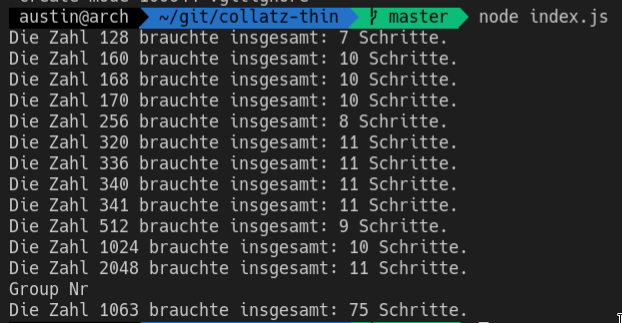 austin@arch ~/git/collatz-thin master node index.js
Die Zahl 128 brauchte insgesamt: 7 Schritte.
Die Zahl 160 brauchte insgesamt: 10 Schritte.
Die Zahl 168 brauchte insgesamt: 10 Schritte.
Die Zahl 170 brauchte insgesamt: 10 Schritte.
Die Zahl 256 brauchte insgesamt: 8 Schritte.
Die Zahl 320 brauchte insgesamt: 11 Schritte.
Die Zahl 336 brauchte insgesamt: 11 Schritte.
Die Zahl 340 brauchte insgesamt: 11 Schritte.
Die Zahl 341 brauchte insgesamt: 11 Schritte.
Die Zahl 512 brauchte insgesamt: 9 Schritte.
Die Zahl 1024 brauchte insgesamt: 10 Schritte.
Die Zahl 2048 brauchte insgesamt: 11 Schritte.
Group Nr
Die Zahl 1063 brauchte insgesamt: 75 Schritte.